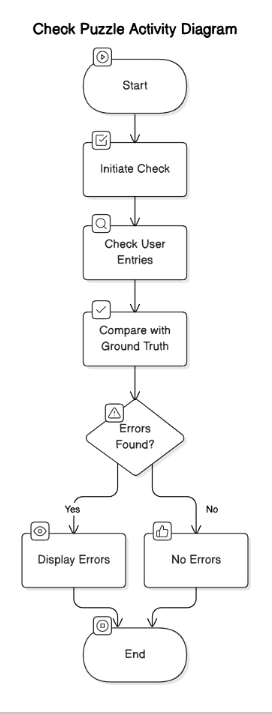 Check Puzzle Activity Diagram
Start
Initiate Check
Check User
Entries
Compare with
Ground Truth
Errors
Found?
Yes
No
Display Errors
No Errors
End